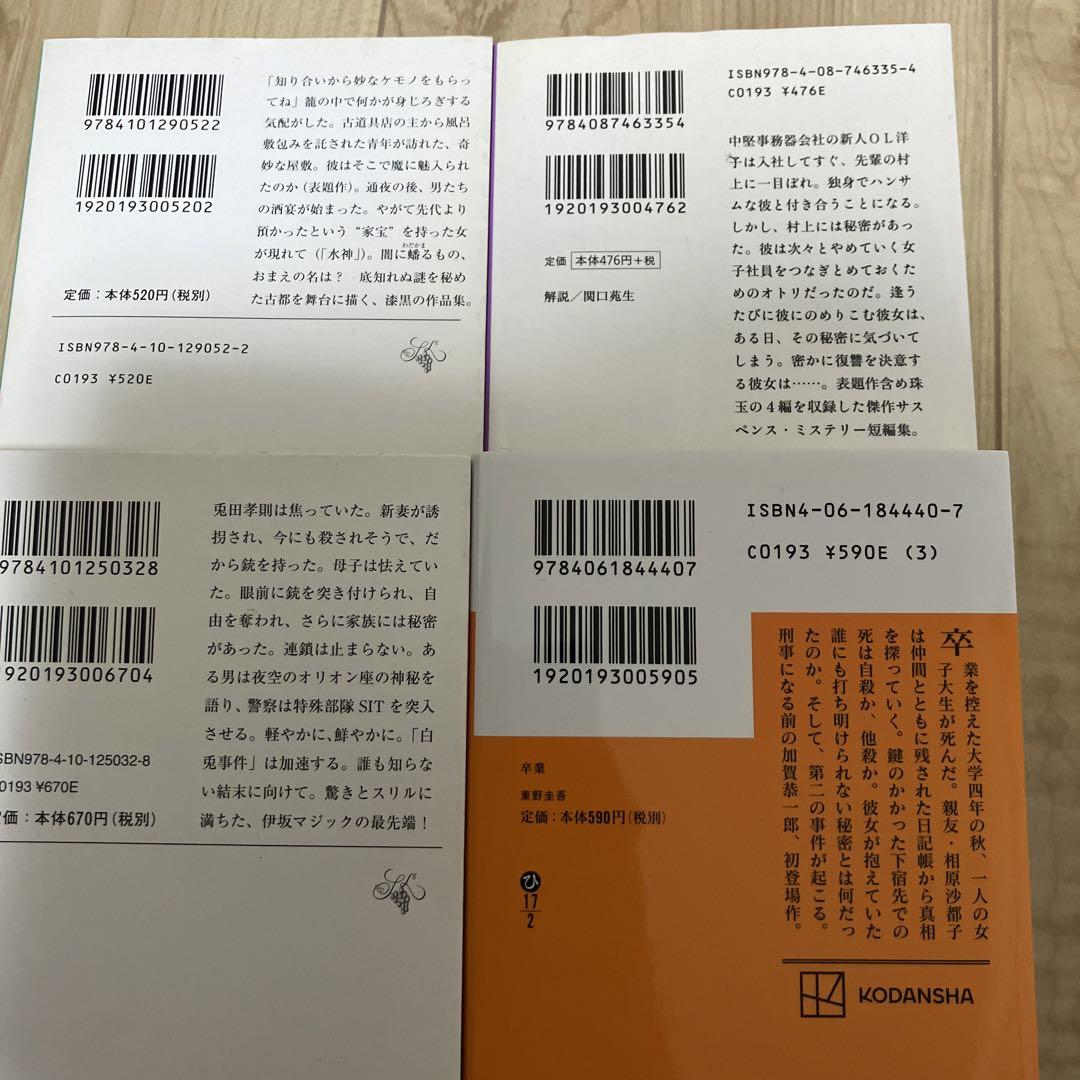 9784101290522
1920193005202
「知り合いから妙なケモノをもらっ
てね」籠の中で何かが身じろぎする
気配がした。古道具店の主から風呂
敷包みを託された青年が訪れた、奇
妙な屋敷。彼はそこで魔に魅入られ
たのか(表題作)。通夜の後、男たち
の酒宴が始まった。やがて先代より
預かったという“家宝”を持った女
が現れて(「水神」)。闇に蟠るもの、
わだかま
おまえの名は? 底知れぬ謎を秘め
た古都を舞台に描く、漆黒の作品集。
定価:本体520円(税別)
ISBN978-4-10-129052-2
C0193 ¥520E
9784087463354
1920193004762
定価 本体476円+税
解説/関口苑生
ISBN978-4-08-746335-4
C0193 ¥476E
中堅事務器会社の新人OL洋
子は入社してすぐ、先輩の村
上に一目ぼれ。独身でハンサ
ムな彼と付き合うことになる。
しかし、村上には秘密があっ
た。彼は次々とやめていく女
子社員をつなぎとめておくた
めのオトリだったのだ。逢う
たびに彼にのめりこむ彼女は、
ある日、その秘密に気づいて
しまう。密かに復讐を決意す
る彼女は……。表題作含め珠
玉の4編を収録した傑作サス
ペンス・ミステリー短編集。
9784101250328
1920193006704
SBN978-4-10-125032-8
0193 ¥670E
価:本体670円(税別)
兎田孝則は焦っていた。新妻が誘
拐され、今にも殺されそうで、だ
から銃を持った。母子は怯えてい
た。眼前に銃を突き付けられ、自
由を奪われ、さらに家族には秘密
があった。連鎖は止まらない。あ
る男は夜空のオリオン座の神秘を
語り、警察は特殊部隊SITを突入
させる。軽やかに、鮮やかに。「白
兎事件」は加速する。誰も知らな
い結末に向けて。驚きとスリルに
満ちた、伊坂マジックの最先端!
9784061844407
1920193005905
ISBN4-06-184440-7
C0193 ¥590E (3)
卒業
東野圭吾
定価:本体590円(税別)
ひ
17
2
卒業を控えた大学四年の秋、一人の女
子大生が死んだ。親友・相原沙都子
は仲間とともに残された日記帳から真相
を探っていく。鍵のかかった下宿先での
死は自殺か、他殺か。彼女が抱えていた
誰にも打ち明けられない秘密とは何だっ
たのか。そして、第二の事件が起こる。
刑事になる前の加賀恭一郎、初登場作。
KODANSHA